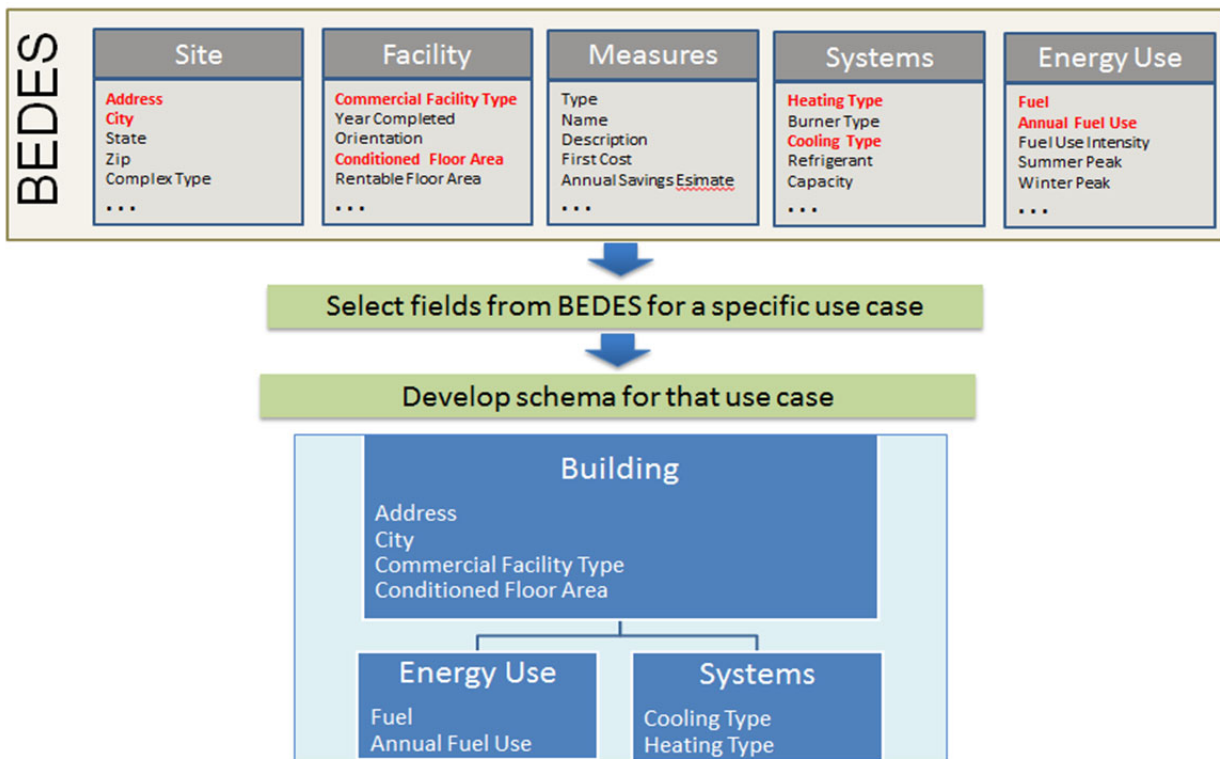 BEDES
Site
Address
City
State
Zip
Complex Type
...
Facility
Commercial Facility Type
Year Completed
Orientation
Conditioned Floor Area
Rentable Floor Area
...
Measures
Type
Name
Description
First Cost
Annual Savings Esimate
...
Systems
Heating Type
Burner Type
Cooling Type
Refrigerant
Capacity
...
Energy Use
Fuel
Annual Fuel Use
Fuel Use Intensity
Summer Peak
Winter Peak
...
Select fields from BEDES for a specific use case
Develop schema for that use case
Building
Address
City
Commercial Facility Type
Conditioned Floor Area
Energy Use
Fuel
Annual Fuel Use
Systems
Cooling Type
Heating Type